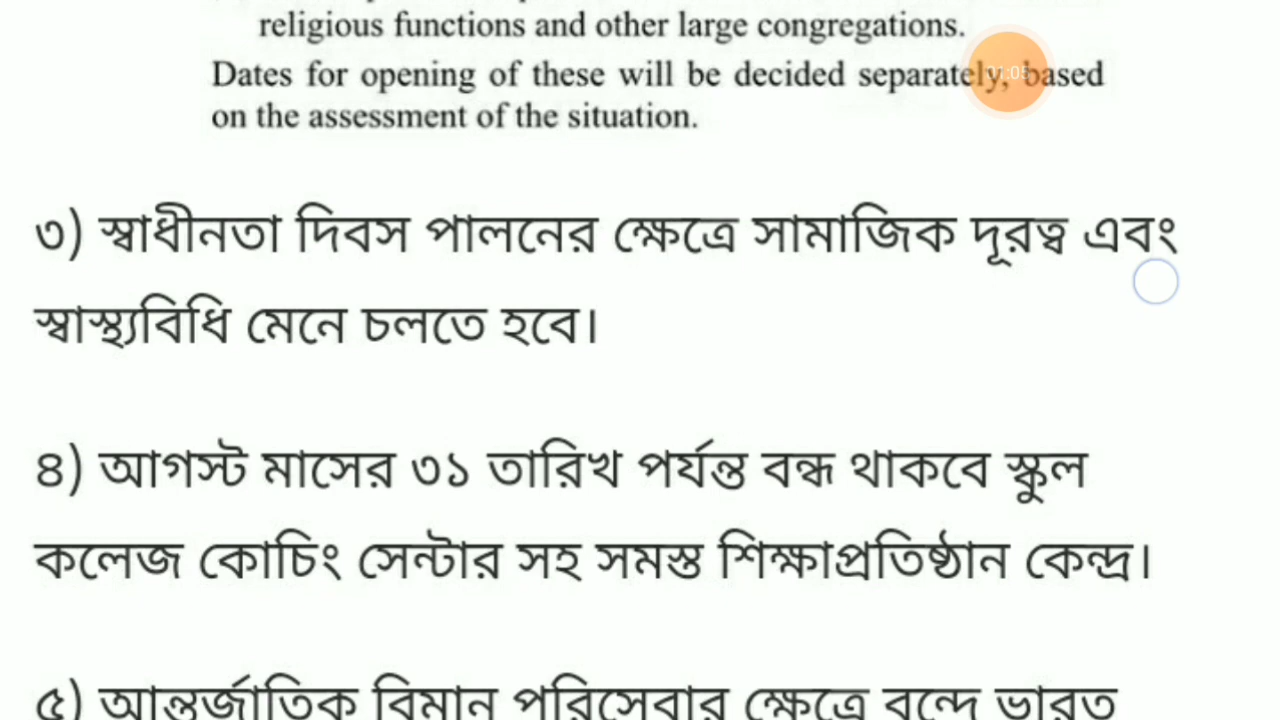 religious functions and other large congregations.
Dates for opening of these will be decided separately, based
on the assessment of the situation.
01:05
৩) স্বাধীনতা দিবস পালনের ক্ষেত্রে সামাজিক দূরত্ব এবং
স্বাস্থ্যবিধি মেনে চলতে হবে।
৪) আগস্ট মাসের ৩১ তারিখ পর্যন্ত বন্ধ থাকবে স্কুল
কলেজ কোচিং সেন্টার সহ সমস্ত শিক্ষাপ্রতিষ্ঠান কেন্দ্র।
৫) আন্তর্জাতিক বিমান পরিসেবার ক্ষেত্রে বন্দে ভারত